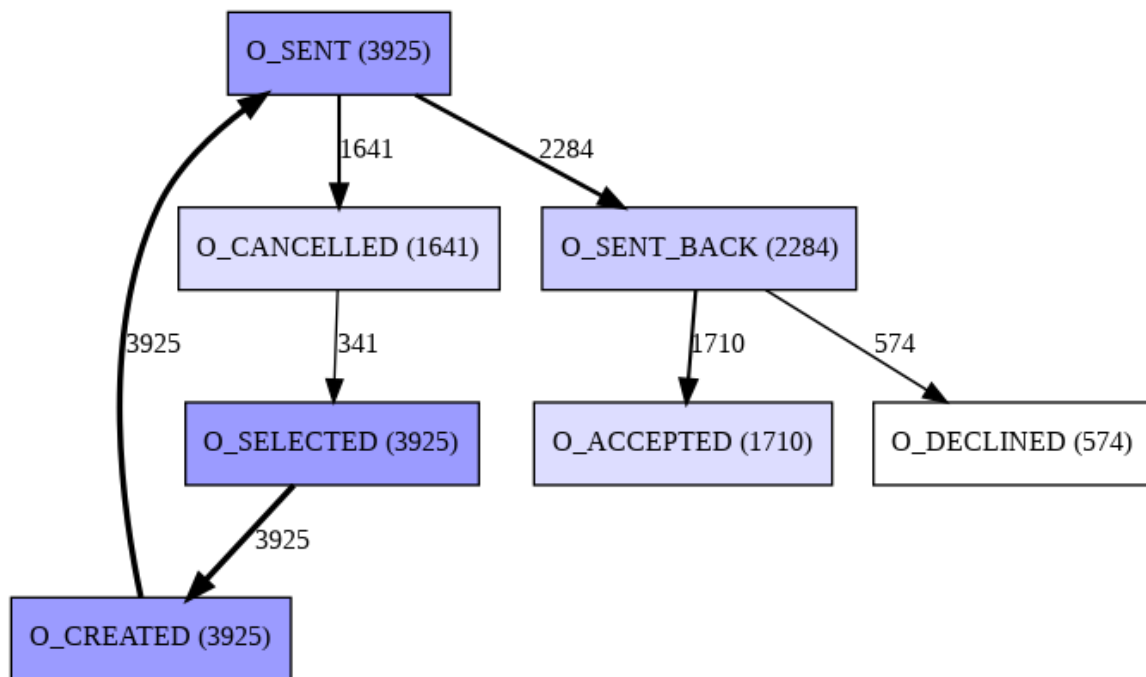 O_SENT (3925)
1641
2284
O_CANCELLED (1641)
O_SENT_BACK (2284)
3925
341
1710
574
O_SELECTED (3925)
O_ACCEPTED (1710)
O_DECLINED (574)
3925
O_CREATED (3925)